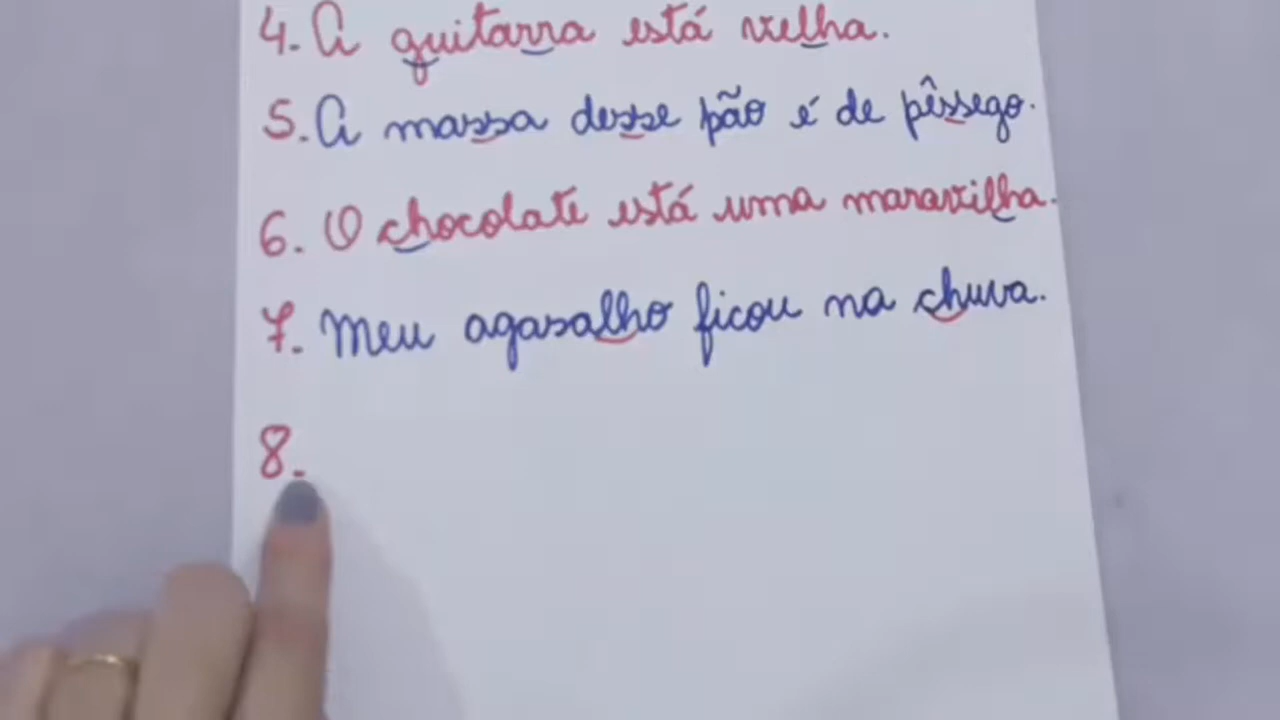 4. A guitarra está velha.
5. A massa desse pão é de pêssego.
6. O chocolate está uma maravilha.
7. Meu agasalho ficou na chuva.
8.